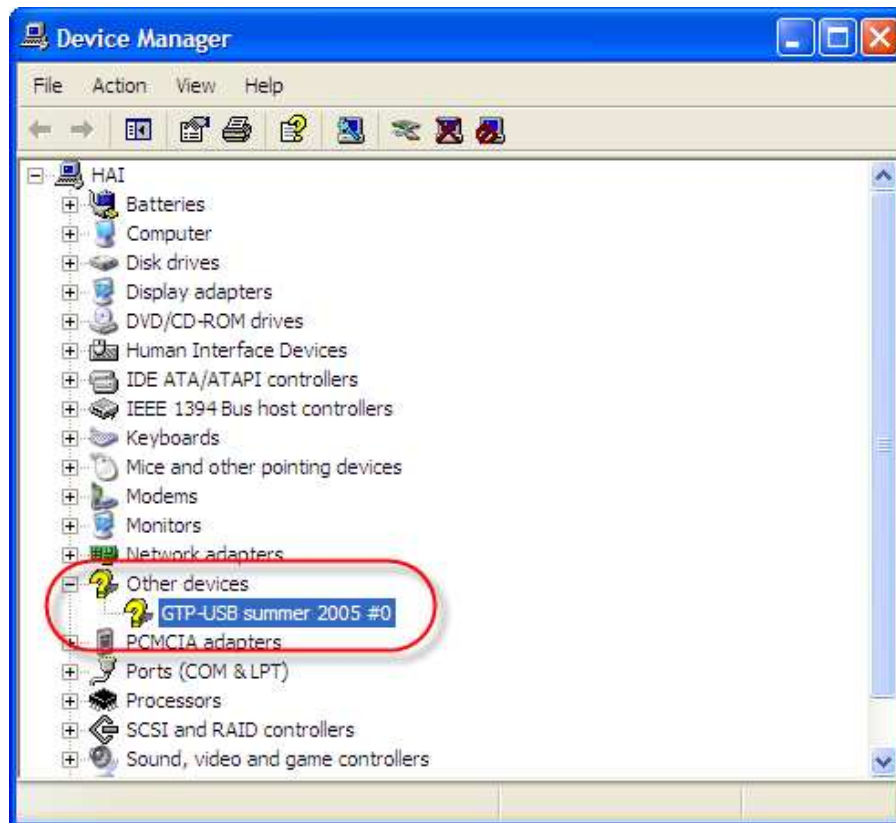 Device Manager
File Action View Help
HAI
Batteries
Computer
Disk drives
Display adapters
DVD/CD-ROM drives
Human Interface Devices
IDE ATA/ATAPI controllers
IEEE 1394 Bus host controllers
Keyboards
Mice and other pointing devices
Modems
Monitors
Network adapters
Other devices
GTP-USB summer 2005 #0
PCMCIA adapters
Ports (COM & LPT)
Processors
SCSI and RAID controllers
Sound, video and game controllers